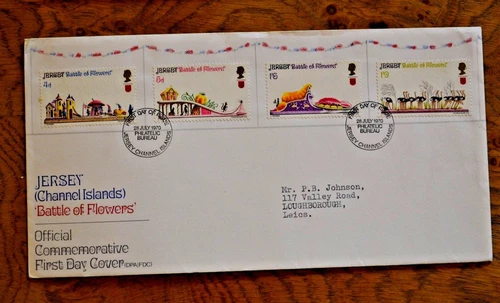 JERSEY 'Battle of Flowers'
4d
JERSEY 'Battle of Flowers'
6d
JERSEY 'Battle of Flowers'
1'6
JERSEY 'Battle of Flowers'
1'9
FIRST DAY OF ISSUE
28 JULY 1970
PHILATELIC
BUREAU
JERSEY CHANNEL ISLANDS
FIRST DAY OF ISSUE
28 JULY 1970
PHILATELIC
BUREAU
JERSEY CHANNEL ISLANDS
JERSEY
(Channel Islands)
'Battle of Flowers'
Official
Commemorative
First Day Cover (DPA/FDC)
Mr. P.S. Johnson,
117 Valley Road,
LOUGHBOROUGH,
Leics.